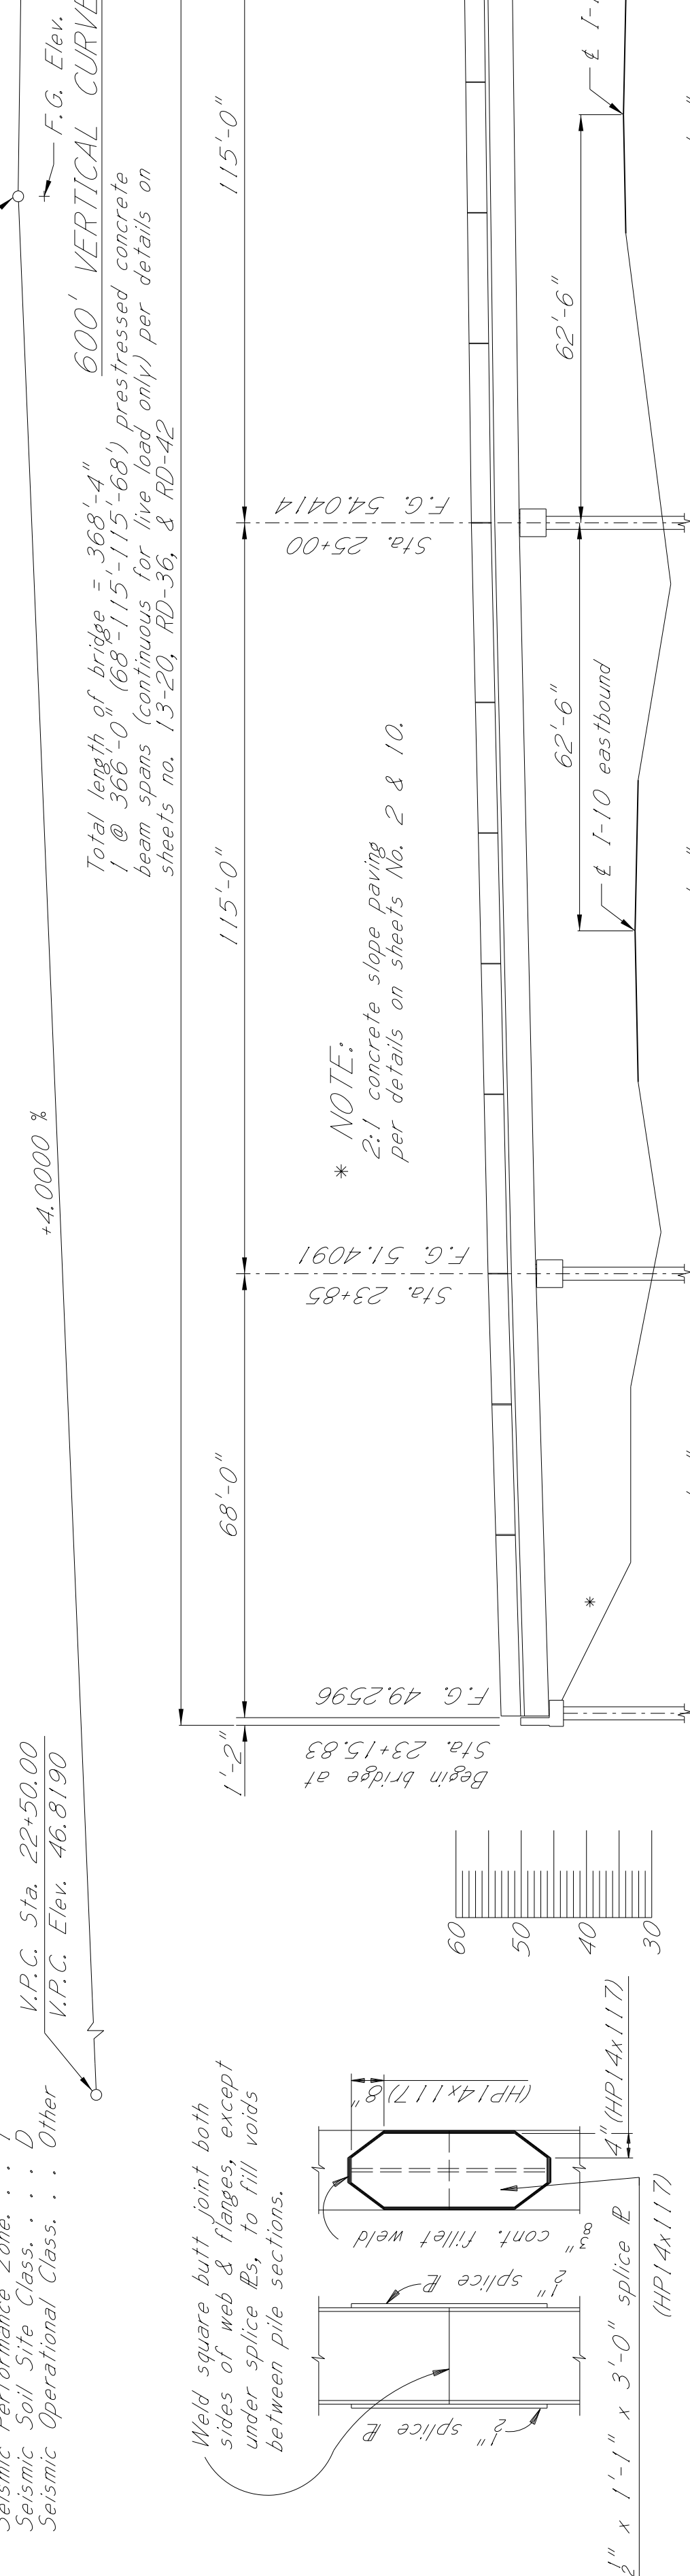 Seismic Performance Zone. . . 1
Seismic Soil Site Class. . . . D
Seismic Operational Class. . . Other
V.P.C. Sta. 22+50.00
V.P.C. Elev. 46.8190
+4.0000 %
F.G. Elev.
600' VERTICAL CURVE
Total length of bridge = 368'-4"
1 @ 366'-0" (68'-115'-115'-68') prestressed concrete
beam spans (continuous for live load only) per details on
sheets no. 13-20, RD-36, & RD-42
1'-2"
68'-0"
115'-0"
115'-0"
Begin bridge at
Sta. 23+15.83
F.G. 49.2596
Sta. 23+85
F.G. 51.4091
Sta. 25+00
F.G. 54.0414
* NOTE:
2:1 concrete slope paving
per details on sheets No. 2 & 10.
*
62'-6"
62'-6"
℄ I-10 eastbound
℄ I-1
60
50
40
30
Weld square butt joint both
sides of web & flanges, except
under splice ℙs, to fill voids
between pile sections.
1/2" splice ℙ
1/2" splice ℙ
3/8" cont. fillet weld
(HP14x117) 8"
4" (HP14x117)
1/2" x 1'-1" x 3'-0" splice ℙ
(HP14x117)